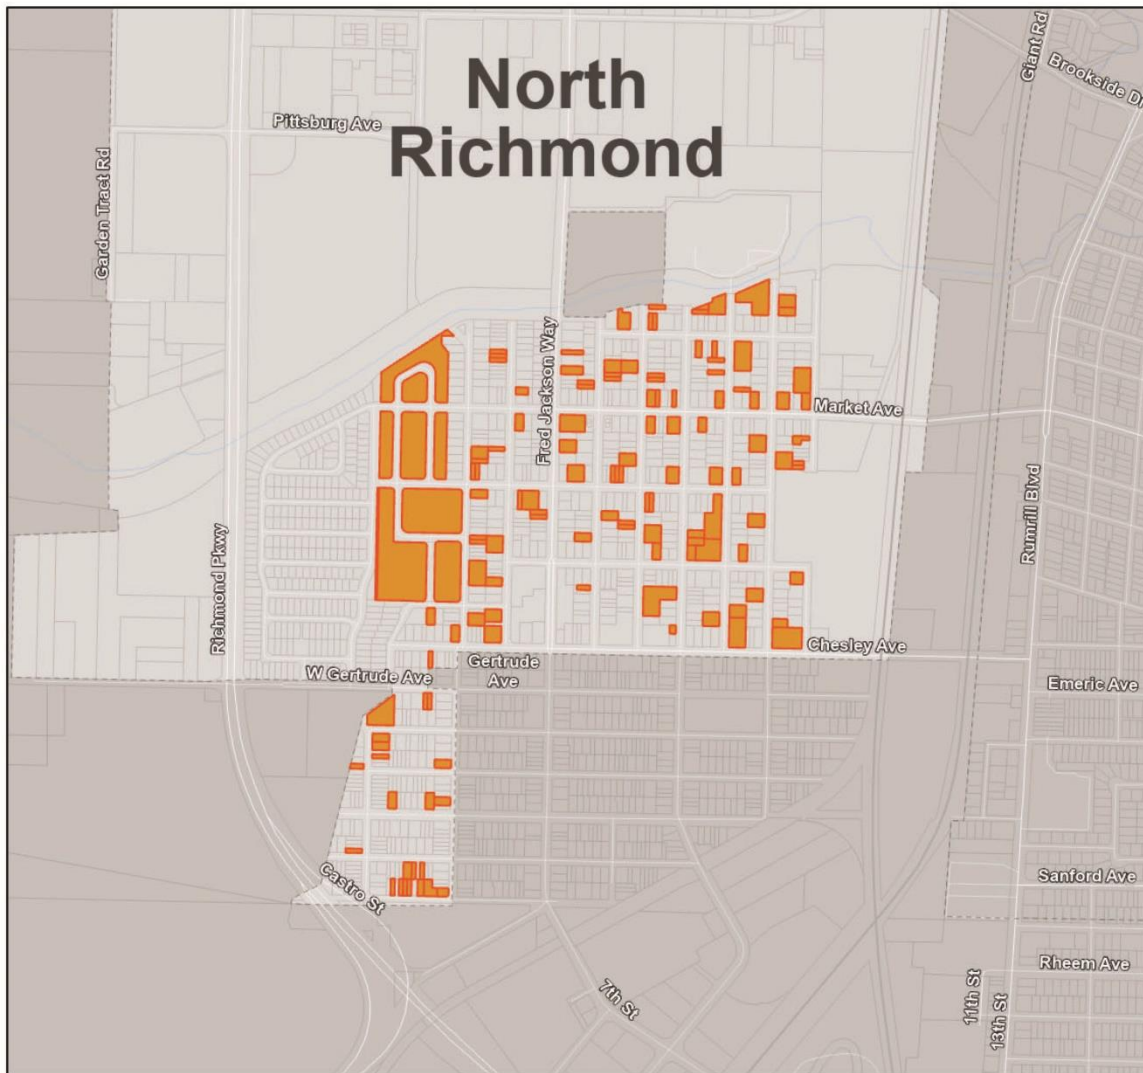 North
Richmond
Giant Rd
Brookside Dr
Pittsburg Ave
Garden Tract Rd
Fred Jackson Way
Market Ave
Rumrill Blvd
Richmond Pkwy
Chesley Ave
Gertrude
Ave
W Gertrude Ave
Emeric Ave
Castro St
Sanford Ave
Rheem Ave
11th St
13th St
7th St